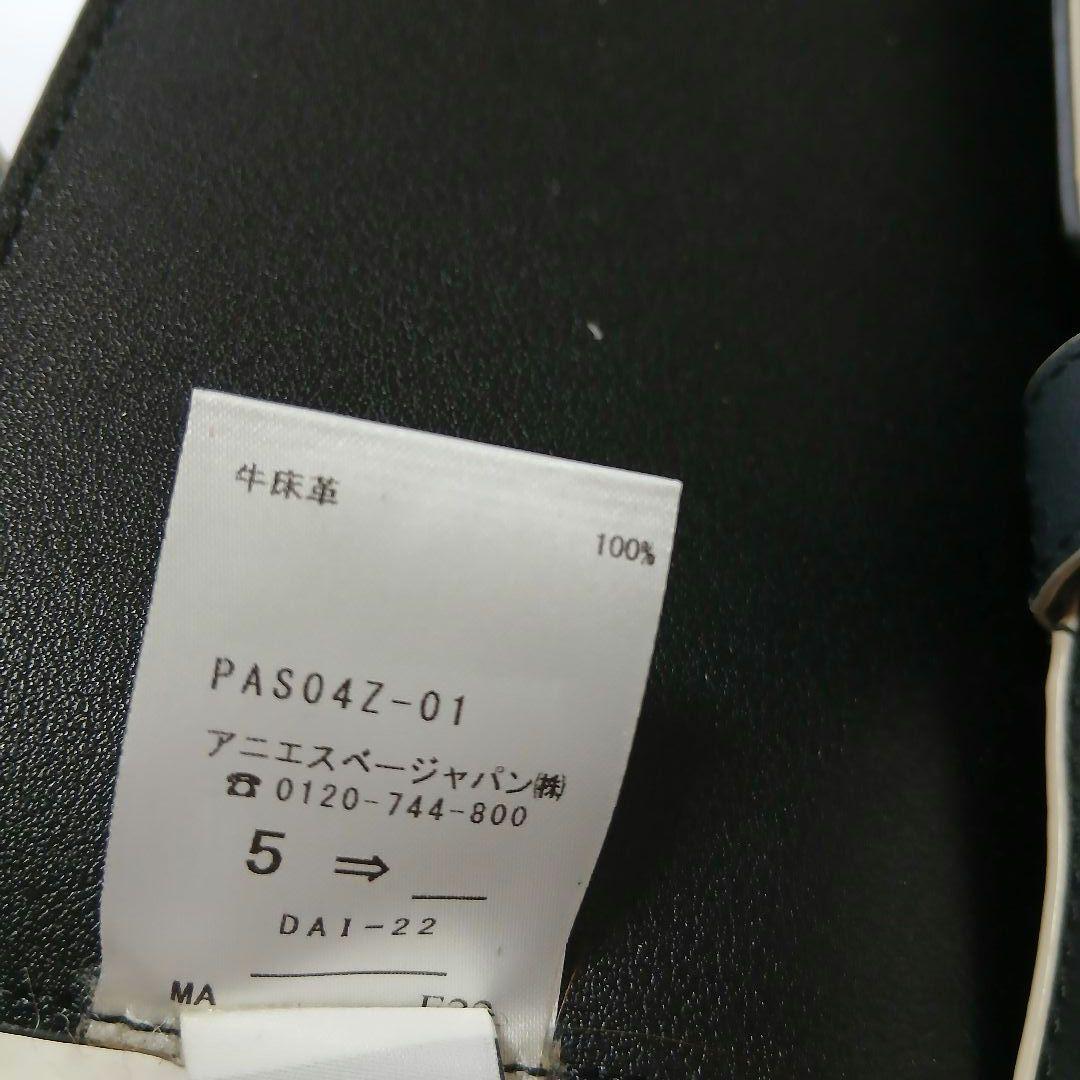 牛床革
100%
PAS04Z-01
アニエスベージャパン㈱
☎0120-744-800
5 ⇒
DAI-22
MA